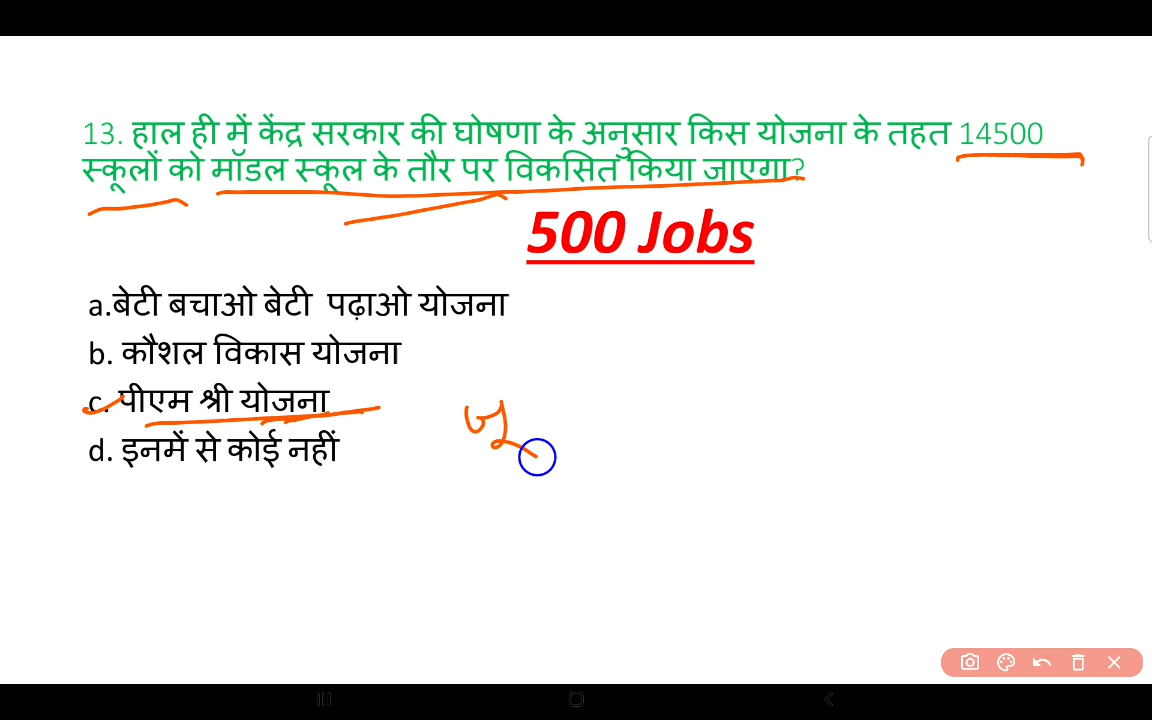 13. हाल ही में केंद्र सरकार की घोषणा के अनुसार किस योजना के तहत 14500
स्कूलों को मॉडल स्कूल के तौर पर विकसित किया जाएगा?
500 Jobs
a.बेटी बचाओ बेटी पढ़ाओ योजना
b. कौशल विकास योजना
c. पीएम श्री योजना
d. इनमें से कोई नहीं